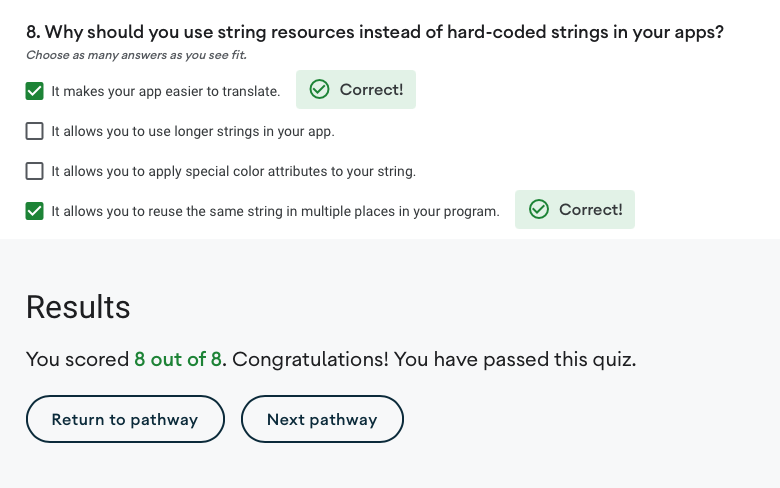 8. Why should you use string resources instead of hard-coded strings in your apps?
Choose as many answers as you see fit.
It makes your app easier to translate.
Correct!
It allows you to use longer strings in your app.
It allows you to apply special color attributes to your string.
It allows you to reuse the same string in multiple places in your program.
Correct!
Results
You scored 8 out of 8. Congratulations! You have passed this quiz.
Return to pathway
Next pathway